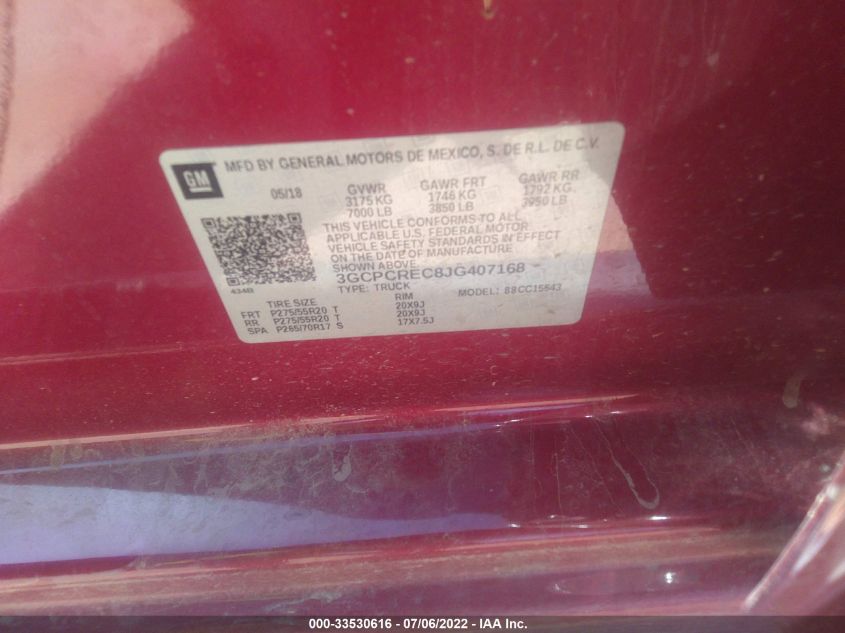 GM
MFD BY GENERAL MOTORS DE MEXICO, S. DE R.L. DE C.V.
05/18 GVWR GAWR FRT GAWR RR
3175 KG 1746 KG 1792 KG
7000 LB 3850 LB 3950 LB
THIS VEHICLE CONFORMS TO ALL
APPLICABLE U.S. FEDERAL MOTOR
VEHICLE SAFETY STANDARDS IN EFFECT
ON THE DATE OF MANUFACTURE
SHOWN ABOVE.
3GCPCREC8JG407168
434B TYPE: TRUCK MODEL: 88CC15543
TIRE SIZE RIM
FRT P275/55R20 T 20X9J
RR P275/55R20 T 20X9J
SPA P265/70R17 S 17X7.5J
000-33530616 - 07/06/2022 - IAA Inc.